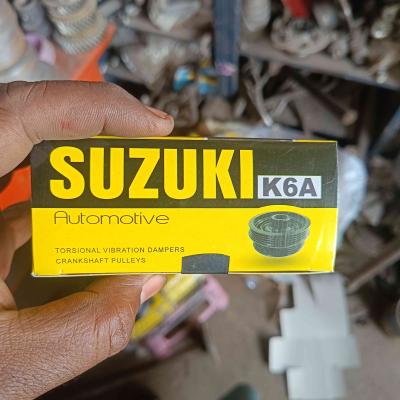 SUZUKI K6A
Automotive
TORSIONAL VIBRATION DAMPERS
CRANKSHAFT PULLEYS